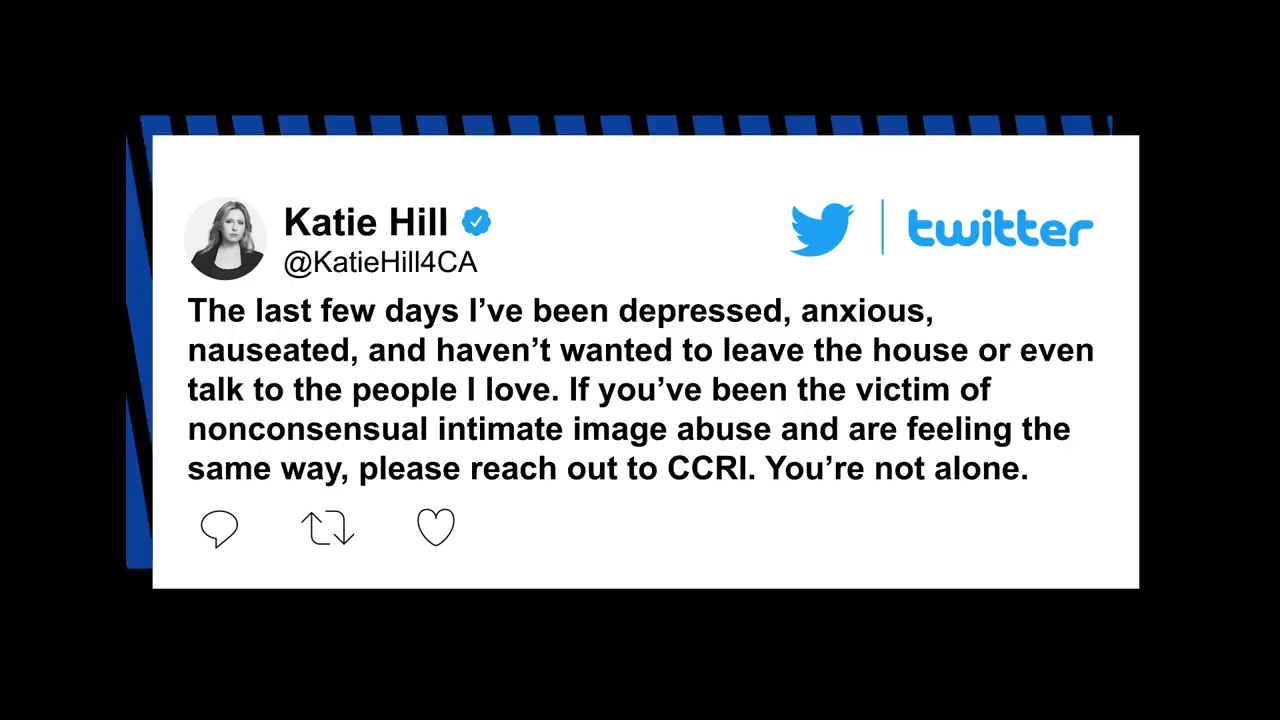 Katie Hill
twitter
@KatieHill4CA
The last few days I’ve been depressed, anxious,
nauseated, and haven’t wanted to leave the house or even
talk to the people I love. If you’ve been the victim of
nonconsensual intimate image abuse and are feeling the
same way, please reach out to CCRI. You’re not alone.